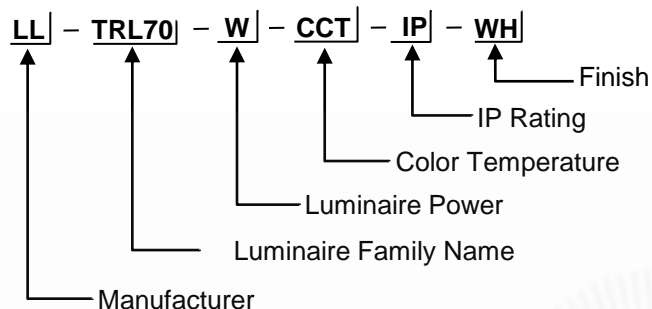 LL – TRL70 – W – CCT – IP – WH
Finish
IP Rating
Color Temperature
Luminaire Power
Luminaire Family Name
Manufacturer